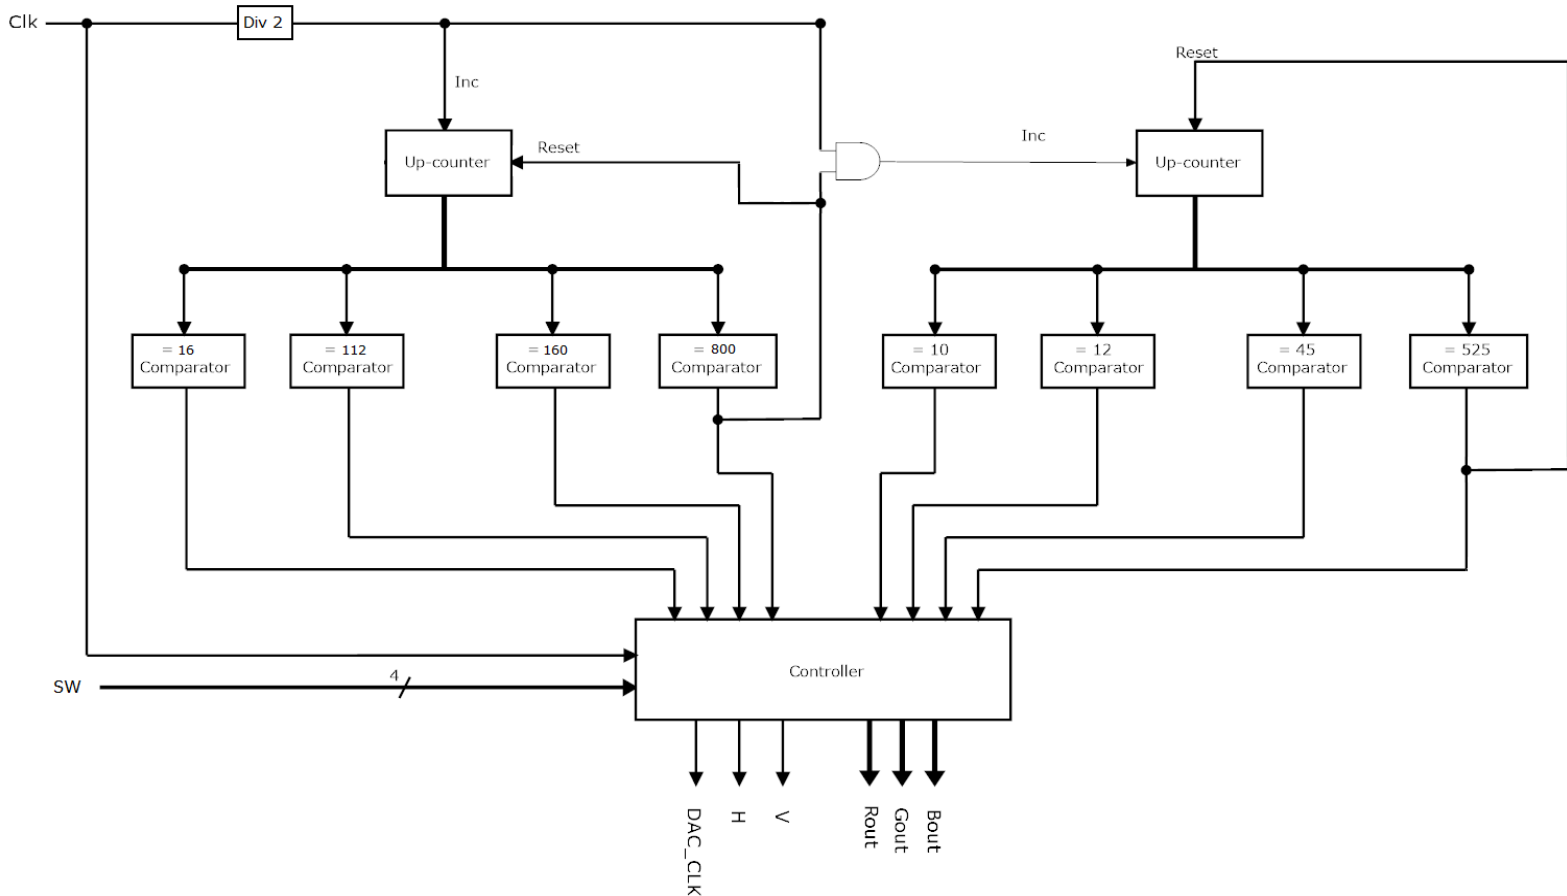 Clk
Div 2
Reset
Inc
Inc
Reset
Up-counter
Up-counter
= 16
Comparator
= 112
Comparator
= 160
Comparator
= 800
Comparator
= 10
Comparator
= 12
Comparator
= 45
Comparator
= 525
Comparator
Controller
SW
4
DAC_CLK
H
V
Rout
Gout
Bout